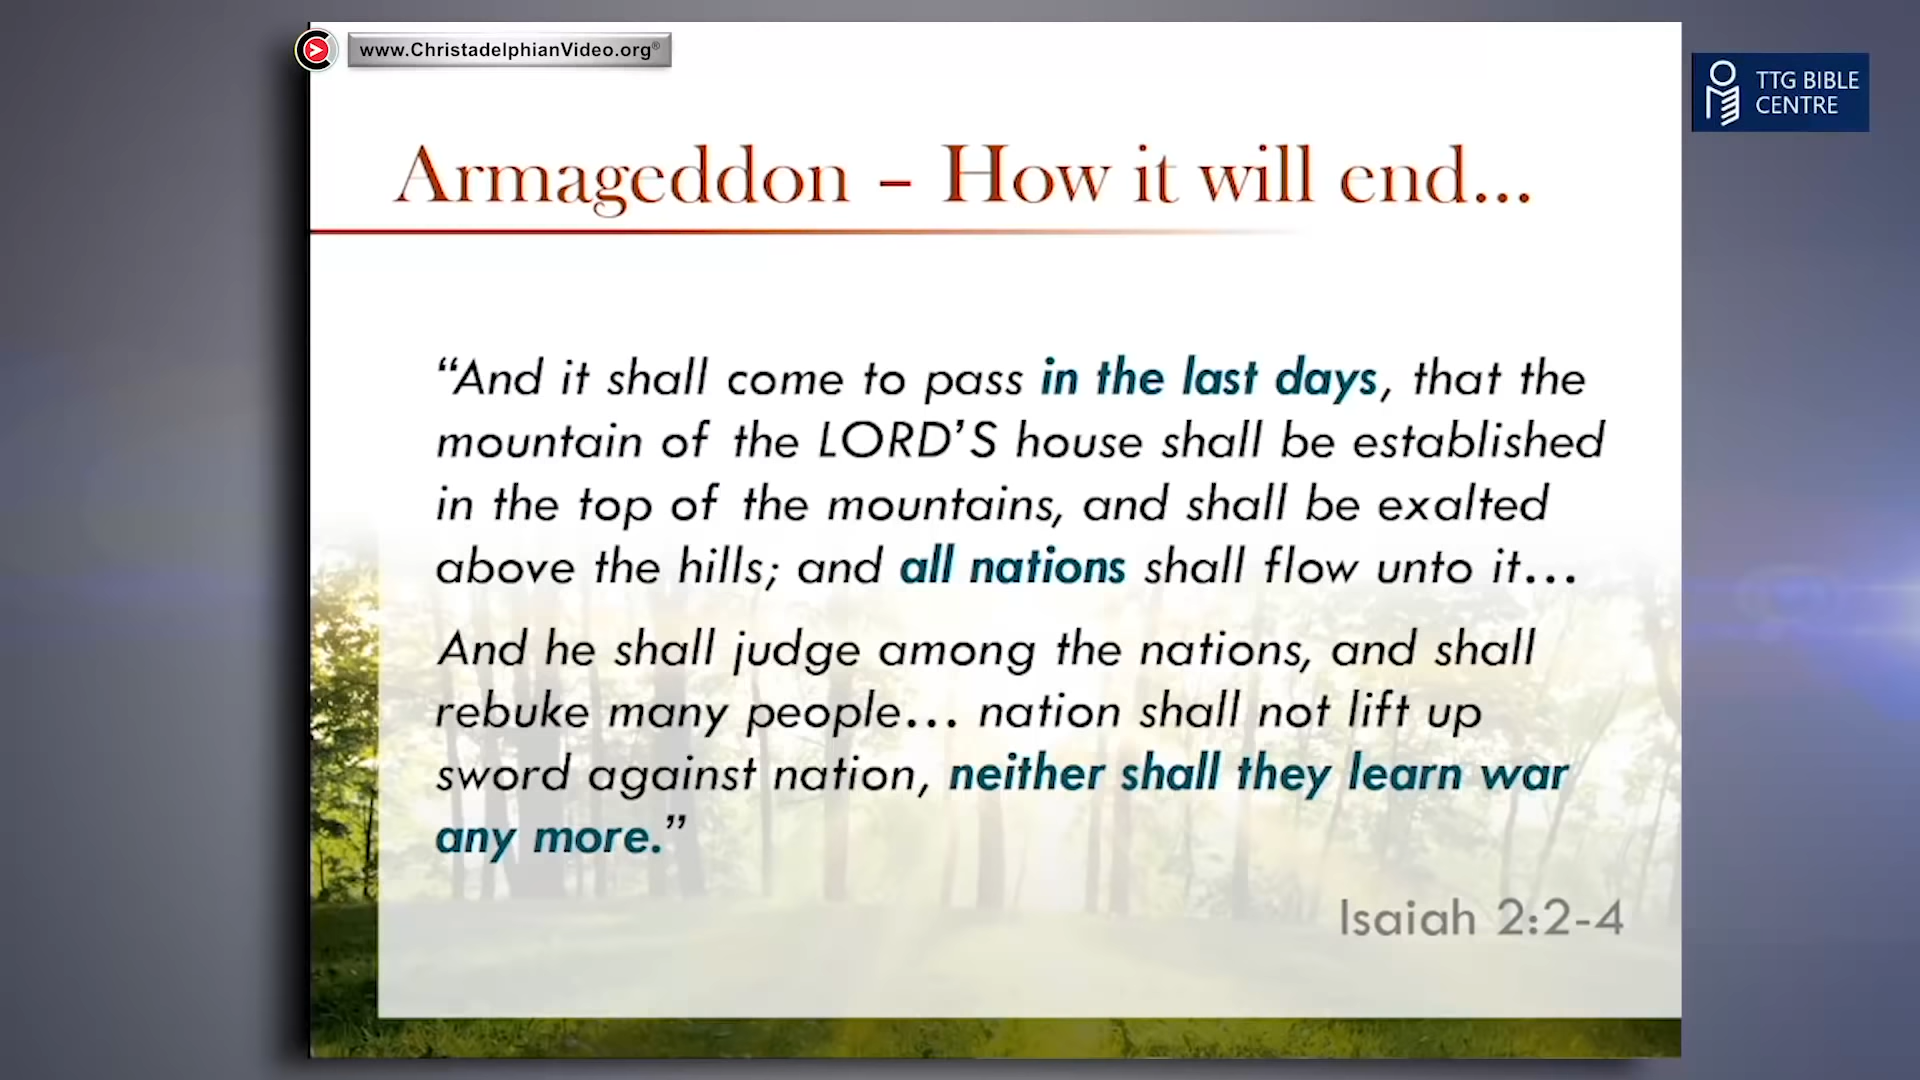 www.ChristadelphianVideo.org®
TTG BIBLE
CENTRE
Armageddon – How it will end...
“And it shall come to pass in the last days, that the
mountain of the LORD’S house shall be established
in the top of the mountains, and shall be exalted
above the hills; and all nations shall flow unto it...
And he shall judge among the nations, and shall
rebuke many people... nation shall not lift up
sword against nation, neither shall they learn war
any more.”
Isaiah 2:2-4